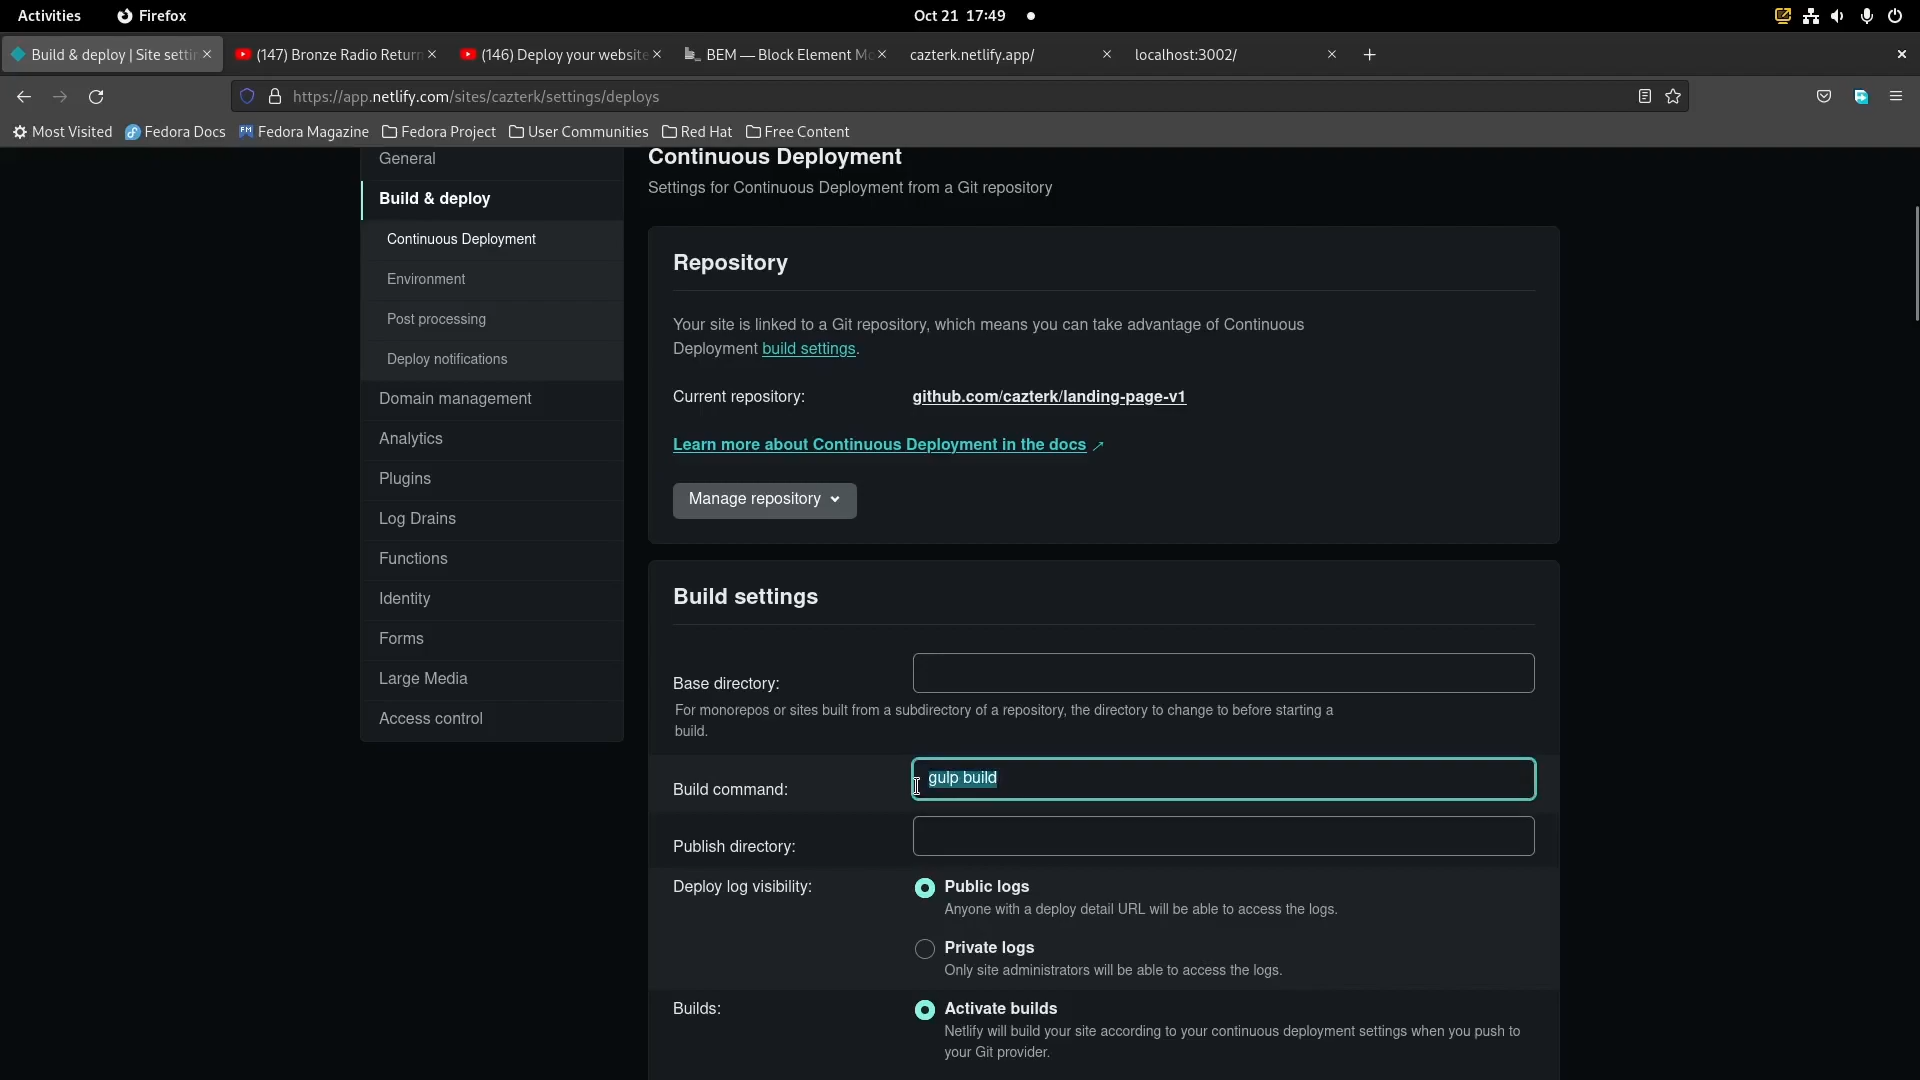 Activities
Firefox
Oct 21 17:49
Build & deploy | Site setti
(147) Bronze Radio Return
(146) Deploy your website
BEM — Block Element Mo
cazterk.netlify.app/
localhost:3002/
https://app.netlify.com/sites/cazterk/settings/deploys
Most Visited
Fedora Docs
Fedora Magazine
Fedora Project
User Communities
Red Hat
Free Content
General
Build & deploy
Continuous Deployment
Environment
Post processing
Deploy notifications
Domain management
Analytics
Plugins
Log Drains
Functions
Identity
Forms
Large Media
Access control
Continuous Deployment
Settings for Continuous Deployment from a Git repository
Repository
Your site is linked to a Git repository, which means you can take advantage of Continuous
Deployment build settings.
Current repository:
github.com/cazterk/landing-page-v1
Learn more about Continuous Deployment in the docs
Manage repository
Build settings
Base directory:
For monorepos or sites built from a subdirectory of a repository, the directory to change to before starting a
build.
Build command:
gulp build
Publish directory:
Deploy log visibility:
Public logs
Anyone with a deploy detail URL will be able to access the logs.
Private logs
Only site administrators will be able to access the logs.
Builds:
Activate builds
Netlify will build your site according to your continuous deployment settings when you push to
your Git provider.